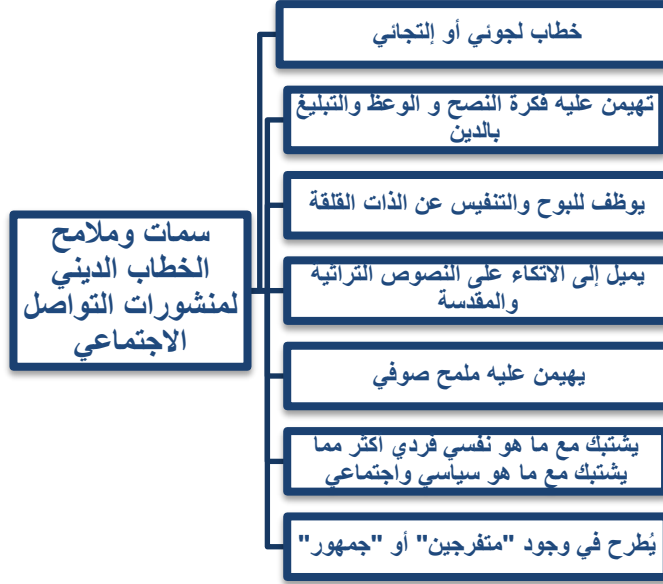 خطاب لجوئي أو إلتجائي
تهيمن عليه فكرة النصح و الوعظ والتبليغ
بالدين
يوظف للبوح والتنفيس عن الذات القلقة
سمات وملامح
الخطاب الديني
لمنشورات التواصل
الاجتماعي
يميل إلى الاتكاء على النصوص التراثية
والمقدسة
يهيمن عليه ملمح صوفي
يشتبك مع ما هو نفسي فردي اكثر مما
يشتبك مع ما هو سياسي واجتماعي
يُطرح في وجود "متفرجين" أو "جمهور"